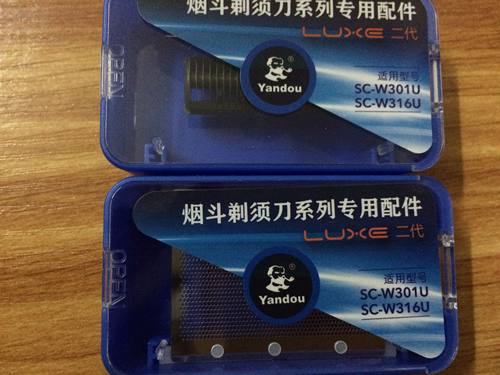 烟斗剃须刀系列专用配件
LUXE 二代
OPEN
适用型号
SC-W301U
SC-W316U
®
Yandou
烟斗剃须刀系列专用配件
LUXE 二代
OPEN
适用型号
SC-W301U
SC-W316U
®
Yandou